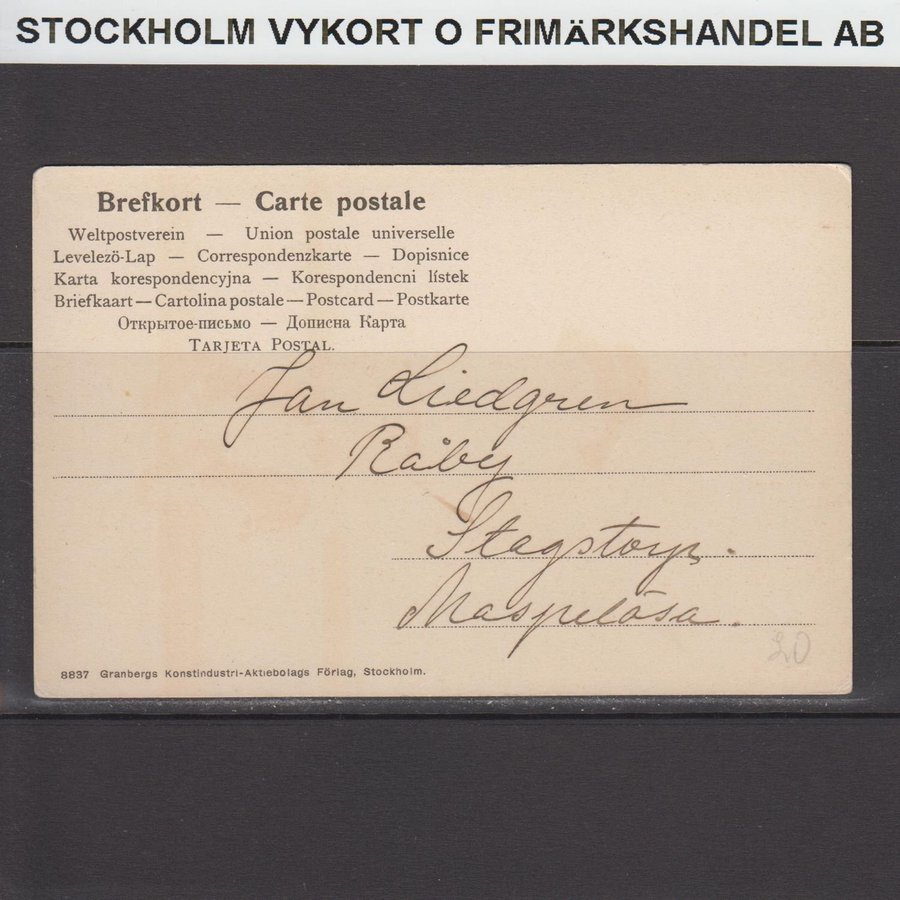 STOCKHOLM VYKORT O FRIMÄRKSHANDEL AB
Brefkort — Carte postale
Weltpostverein — Union postale universelle
Levelezö-Lap — Correspondenzkarte — Dopisnice
Karta korespondencyjna — Korespondencni lístek
Briefkaart — Cartolina postale — Postcard — Postkarte
Открытое-письмо — Дописна Карта
TARJETA POSTAL.
Jan Liedgren
Råby
Stagstorp.
Maspelösa.
20
8837 Granbergs Konstindustri-Aktiebolags Förlag, Stockholm.